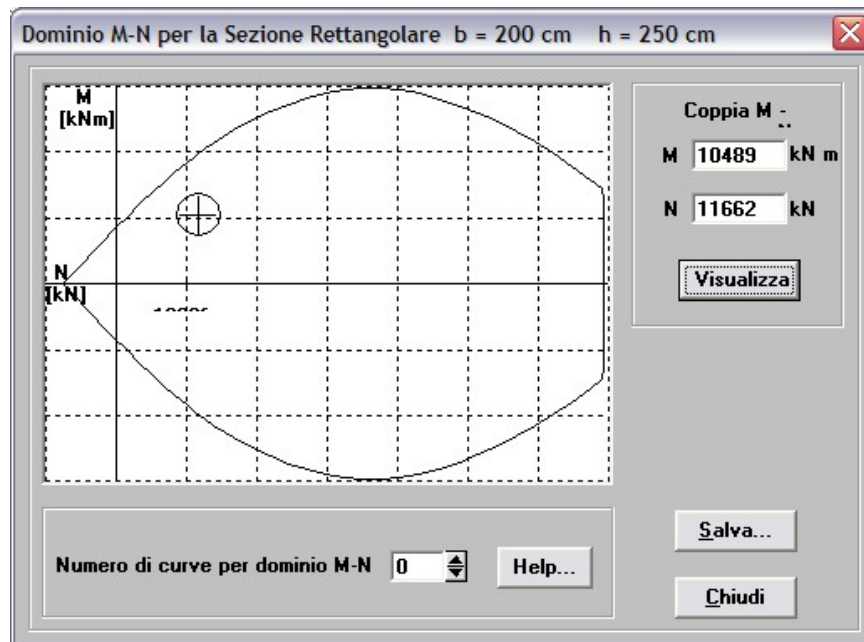 Dominio M-N per la Sezione Rettangolare b = 200 cm h = 250 cm
M
[kNm]
N
[kN]
Coppia M -
M 10489 kN m
N 11662 kN
Visualizza
Numero di curve per dominio M-N 0
Help...
Salva...
Chiudi